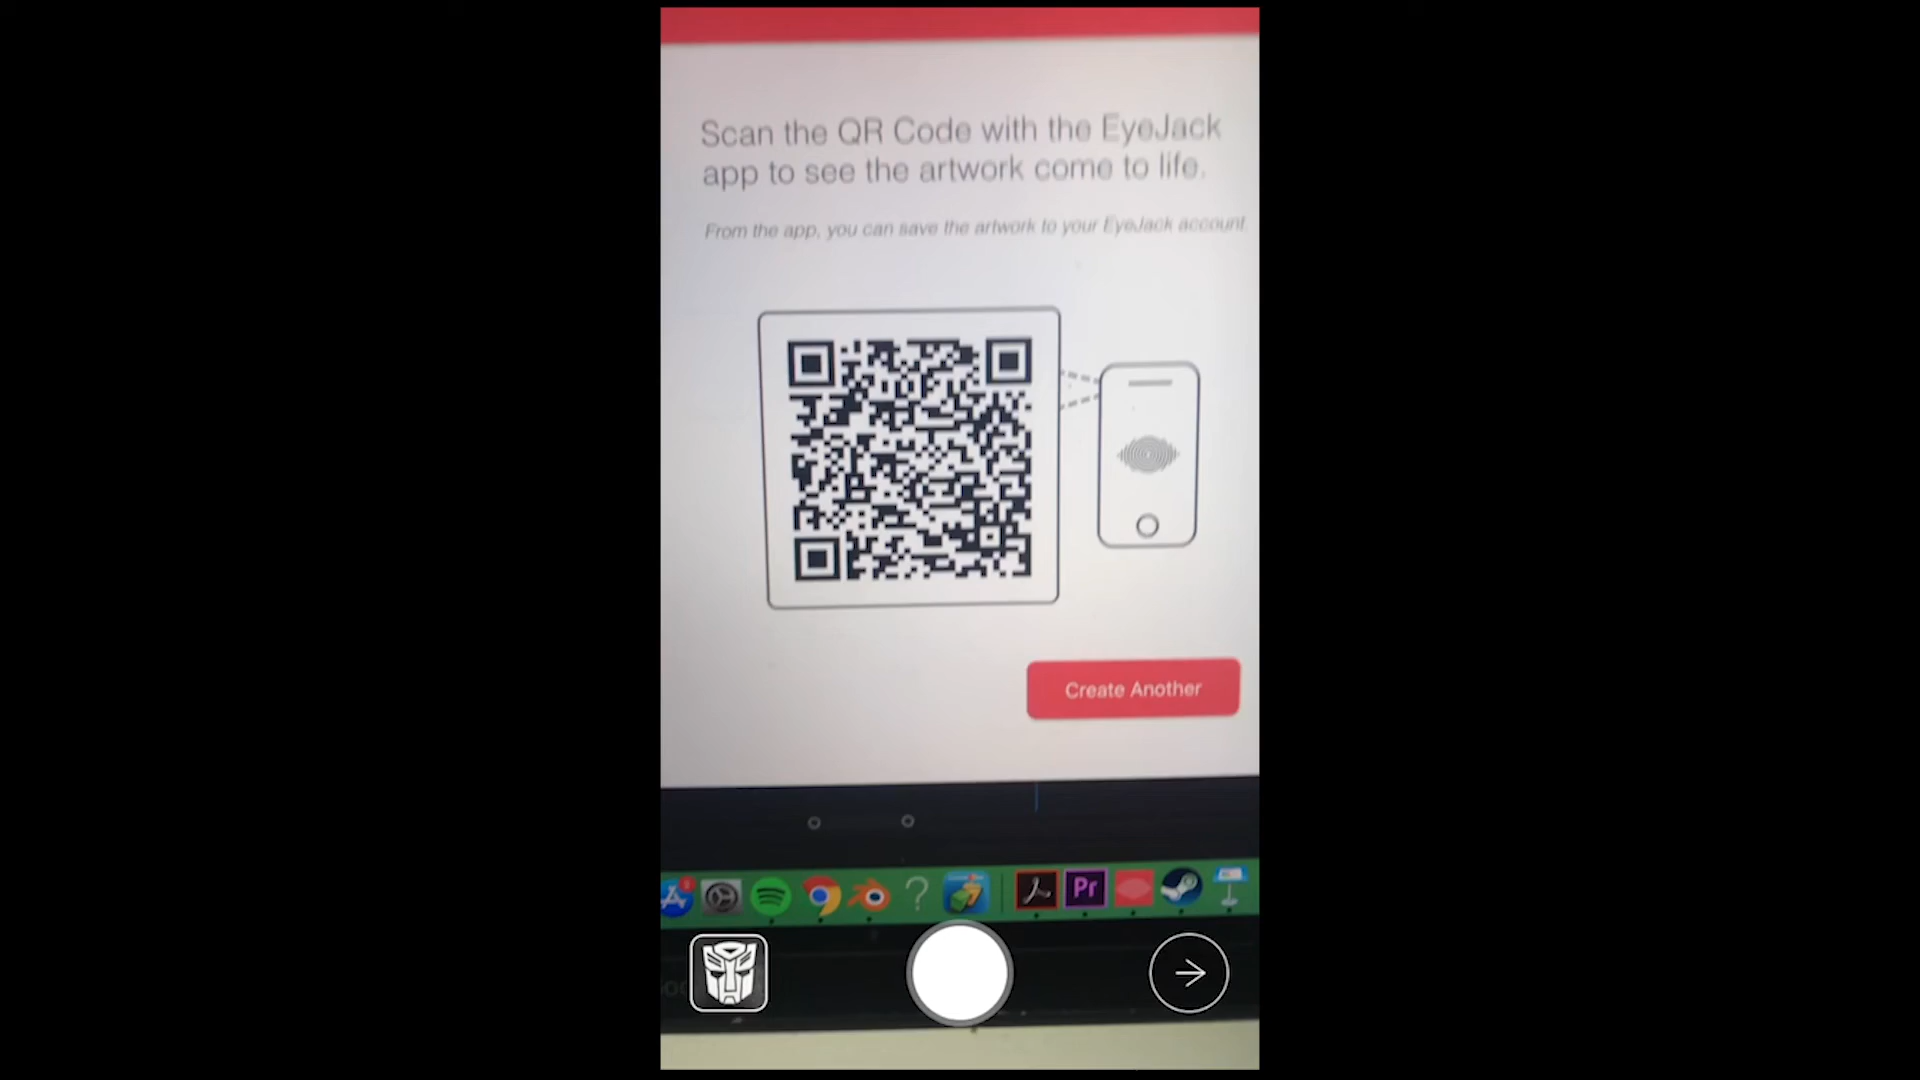 Scan the QR Code with the EyeJack
app to see the artwork come to life.
From the app, you can save the artwork to your EyeJack account.
Create Another
Pr